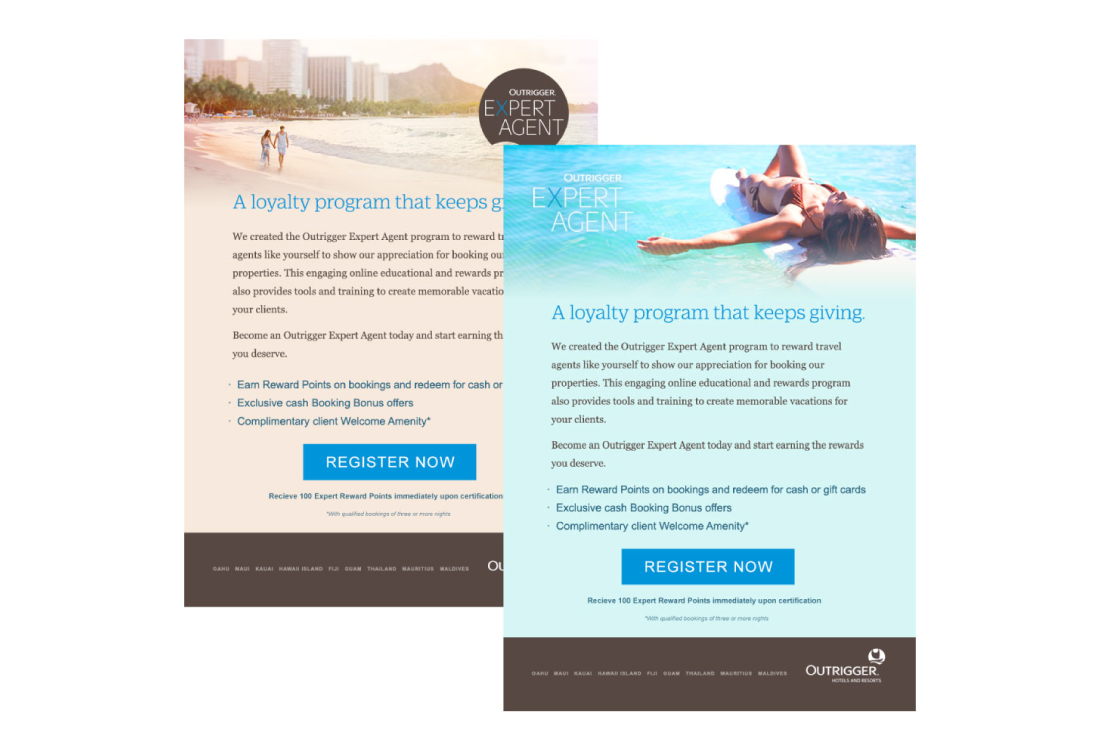 OUTRIGGER
EXPERT
AGENT
A loyalty program that keeps
We created the Outrigger Expert Agent program to reward
agents like yourself to show our appreciation for booking
properties. This engaging online educational and rewards
also provides tools and training to create memorable
your clients.
Become an Outrigger Expert Agent today and start earning
you deserve.
· Earn Reward Points on bookings and redeem for cash or
· Exclusive cash Booking Bonus offers
· Complimentary client Welcome Amenity*
REGISTER NOW
Recieve 100 Expert Reward Points immediately upon certification
*With qualified bookings of three or more nights
OAHU MAUI KAUAI HAWAII ISLAND FIJI GUAM THAILAND MAURITIUS MALDIVES
OUTRIGGER
EXPERT
AGENT
A loyalty program that keeps giving.
We created the Outrigger Expert Agent program to reward travel
agents like yourself to show our appreciation for booking our
properties. This engaging online educational and rewards program
also provides tools and training to create memorable vacations for
your clients.
Become an Outrigger Expert Agent today and start earning the rewards
you deserve.
· Earn Reward Points on bookings and redeem for cash or gift cards
· Exclusive cash Booking Bonus offers
· Complimentary client Welcome Amenity*
REGISTER NOW
Recieve 100 Expert Reward Points immediately upon certification
*With qualified bookings of three or more nights
OAHU MAUI KAUAI HAWAII ISLAND FIJI GUAM THAILAND MAURITIUS MALDIVES
OUTRIGGER
HOTELS AND RESORTS